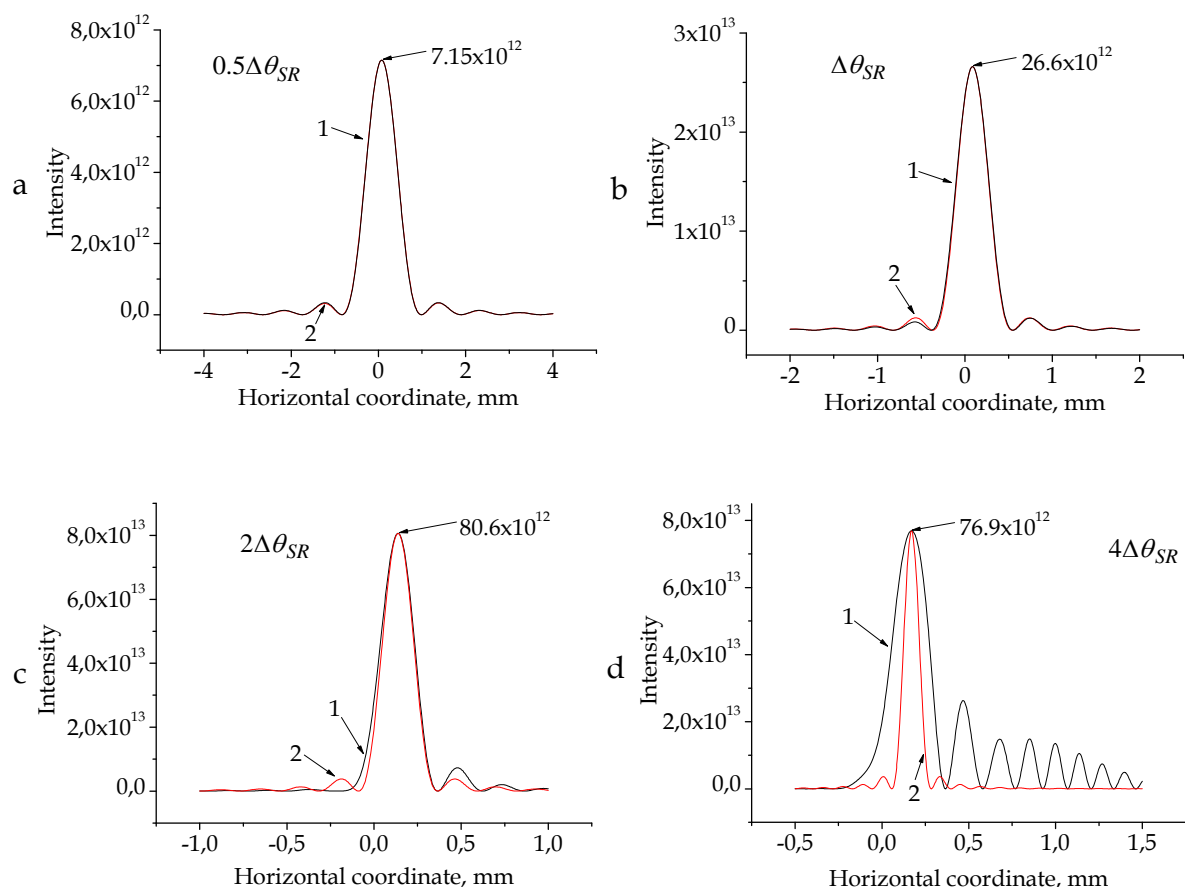 a
0.5Δθ_SR
7.15x10^12
1
2
8,0x10^12
6,0x10^12
4,0x10^12
2,0x10^12
0,0
Intensity
-4 -2 0 2 4
Horizontal coordinate, mm
b
Δθ_SR
26.6x10^12
1
2
3x10^13
2x10^13
1x10^13
0
Intensity
-2 -1 0 1 2
Horizontal coordinate, mm
c
2Δθ_SR
80.6x10^12
1
2
8,0x10^13
6,0x10^13
4,0x10^13
2,0x10^13
0,0
Intensity
-1,0 -0,5 0,0 0,5 1,0
Horizontal coordinate, mm
d
4Δθ_SR
76.9x10^12
1
2
8,0x10^13
6,0x10^13
4,0x10^13
2,0x10^13
0,0
Intensity
-0,5 0,0 0,5 1,0 1,5
Horizontal coordinate, mm